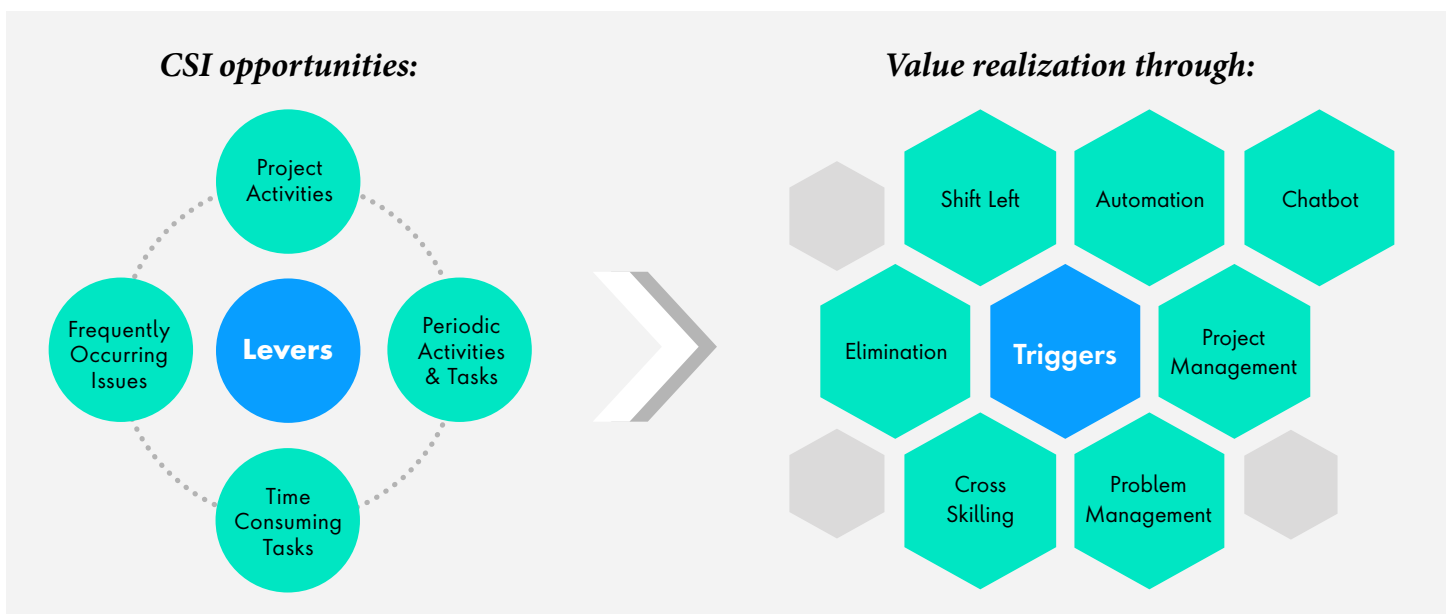 CSI opportunities:
Project
Activities
Frequently
Occurring
Issues
Levers
Periodic
Activities
& Tasks
Time
Consuming
Tasks
Value realization through:
Shift Left
Automation
Chatbot
Elimination
Triggers
Project
Management
Cross
Skilling
Problem
Management